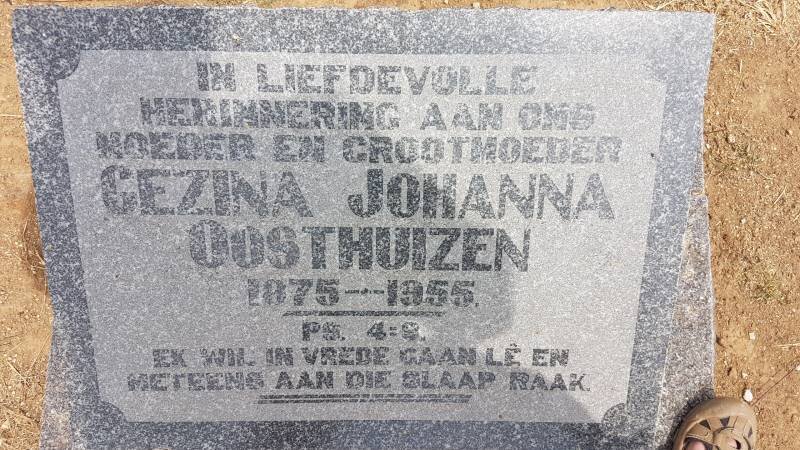 IN LIEFDEVOLLE
HERINNERING AAN ONS
MOEDER EN GROOTMOEDER
GEZINA JOHANNA
OOSTHUIZEN
1875-1955.
PS. 4:9.
EK WIL IN VREDE GAAN LÊ EN
METEENS AAN DIE SLAAP RAAK.